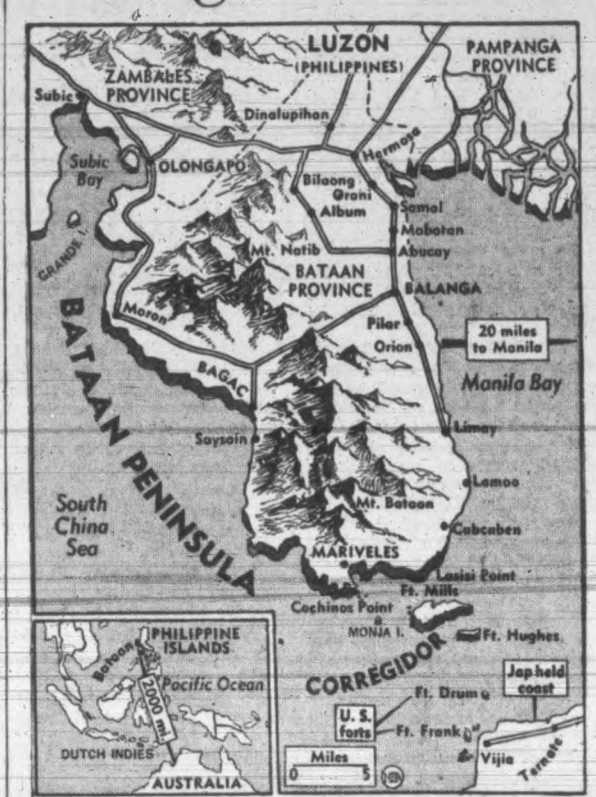 LUZON
(PHILIPPINES)
PAMPANGA
PROVINCE
ZAMBALES
PROVINCE
Subic
Dinalupihan
Subic
Bay
OLONGAPO
Hermosa
Bilaong
Orani
Album
Samal
Mabatan
Abucay
GRANDE I.
Mt. Natib
BATAAN
PROVINCE
BALANGA
Moron
Pilar
Orion
20 miles
to Manila
Manila Bay
BAGAC
BATAAN PENINSULA
Saysain
Limay
South
China
Sea
Lamao
Mt. Bataan
Cabcaben
MARIVELES
Lasisi Point
Ft. Mills
Cochinos Point
MONJA I.
CORREGIDOR
Ft. Hughes
PHILIPPINE
ISLANDS
Bataan
Pacific Ocean
2000 mi.
DUTCH INDIES
AUSTRALIA
Jap held
coast
Ft. Drum
U. S.
forts
Ft. Frank
Miles
0 5
NEA
Vijia
Ternate